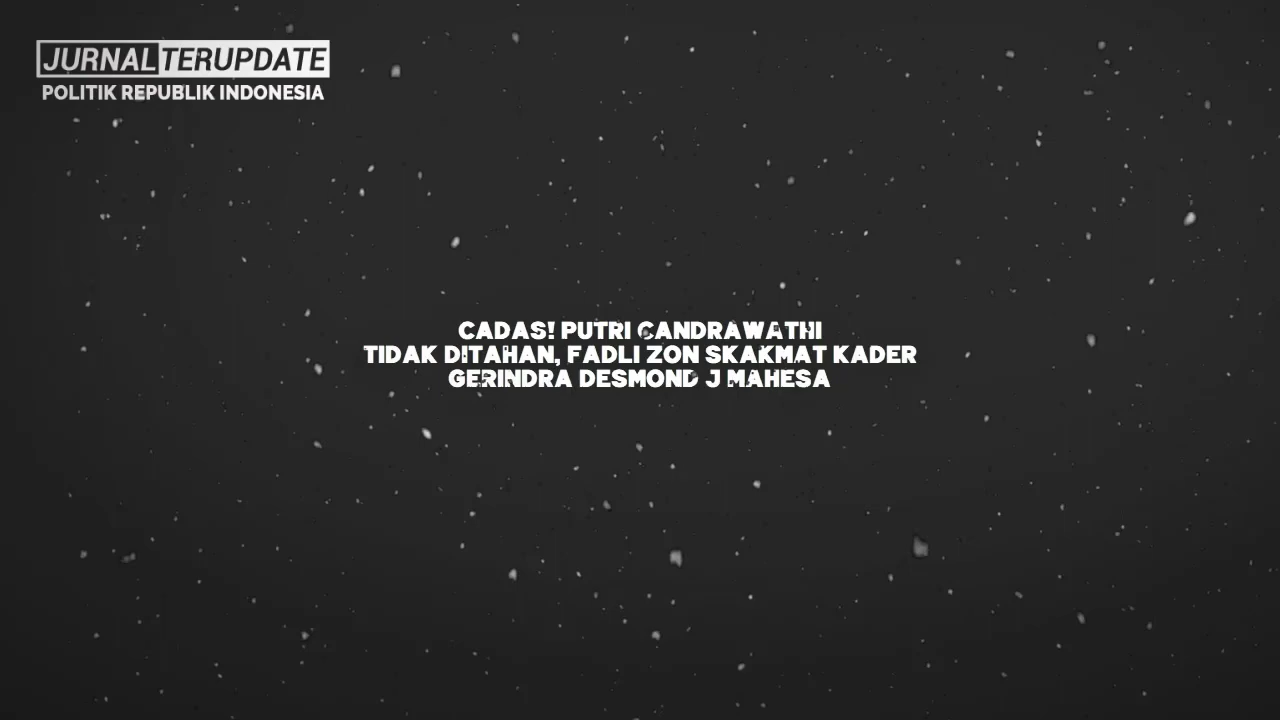 JURNALTERUPDATE
POLITIK REPUBLIK INDONESIA
CADAS! PUTRI CANDRAWATHI
TIDAK DITAHAN, FADLI ZON SKAKMAT KADER
GERINDRA DESMOND J MAHESA